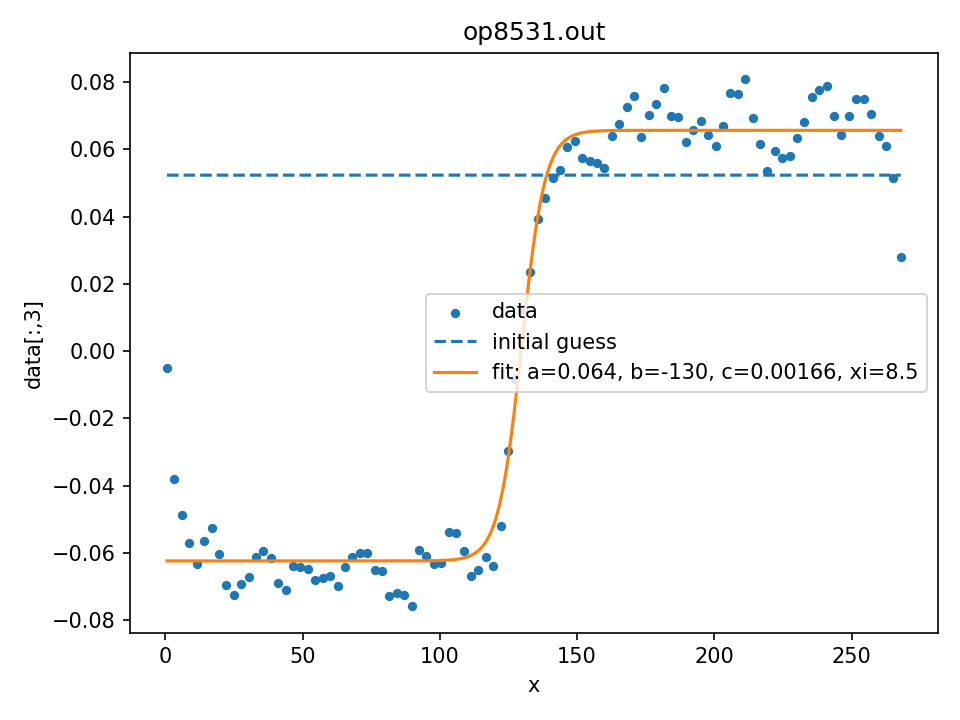 op8531.out
0.08
0.06
0.04
0.02
0.00
−0.02
−0.04
−0.06
−0.08
data[:,3]
data
initial guess
fit: a=0.064, b=-130, c=0.00166, xi=8.5
0 50 100 150 200 250
x